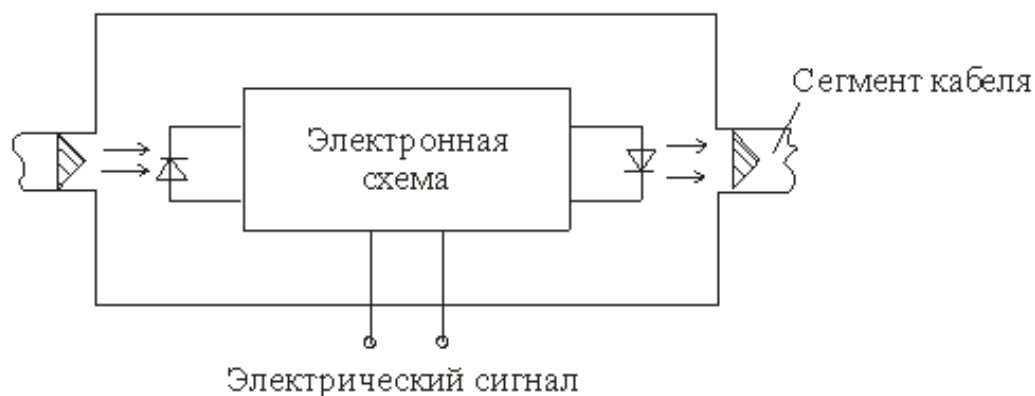 Сегмент кабеля
Электронная
схема
Электрический сигнал